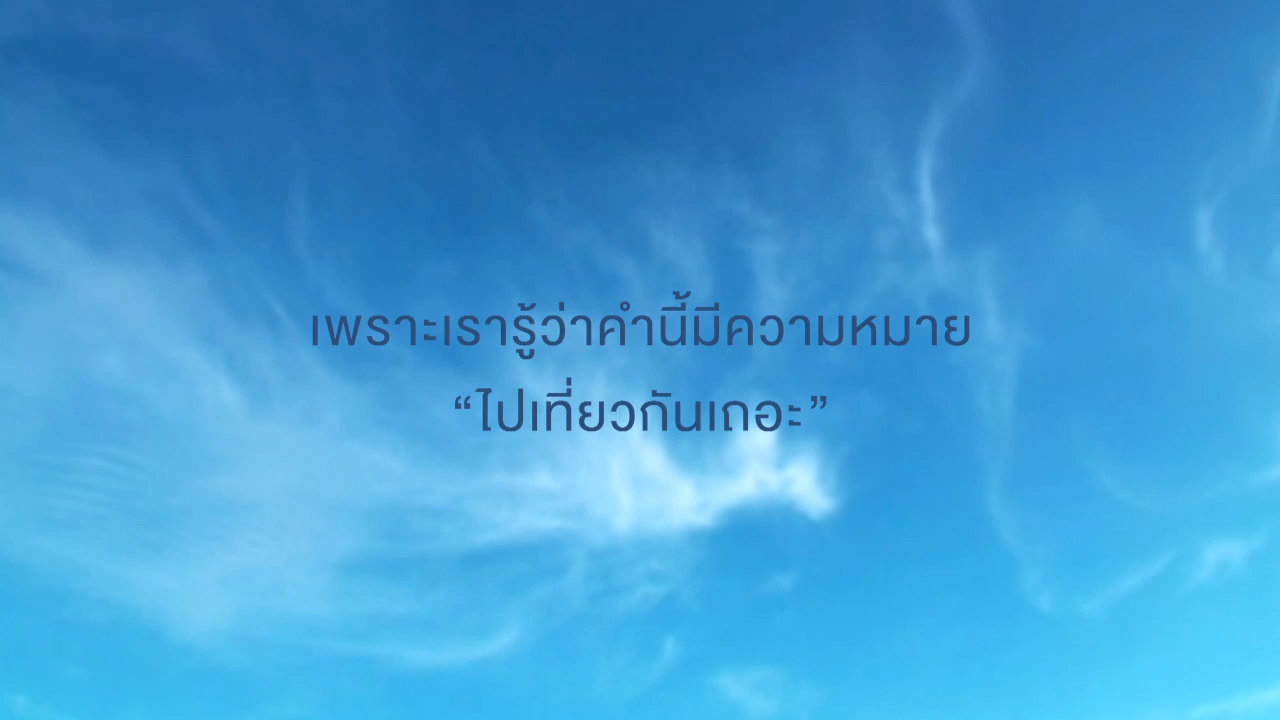 เพราะเรารู้ว่าคำนี้มีความหมาย
“ไปเที่ยวกันเถอะ”